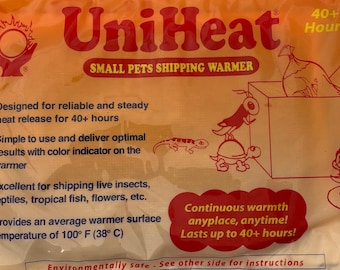 UniHeat®
40+
Hours
SMALL PETS SHIPPING WARMER
Designed for reliable and steady
heat release for 40+ hours
Simple to use and deliver optimal
results with color indicator on the
warmer
Excellent for shipping live insects,
reptiles, tropical fish, flowers, etc.
Provides an average warmer surface
temperature of 100° F (38° C)
Continuous warmth
anyplace, anytime!
Lasts up to 40+ hours!
Environmentally safe - See other side for instructions